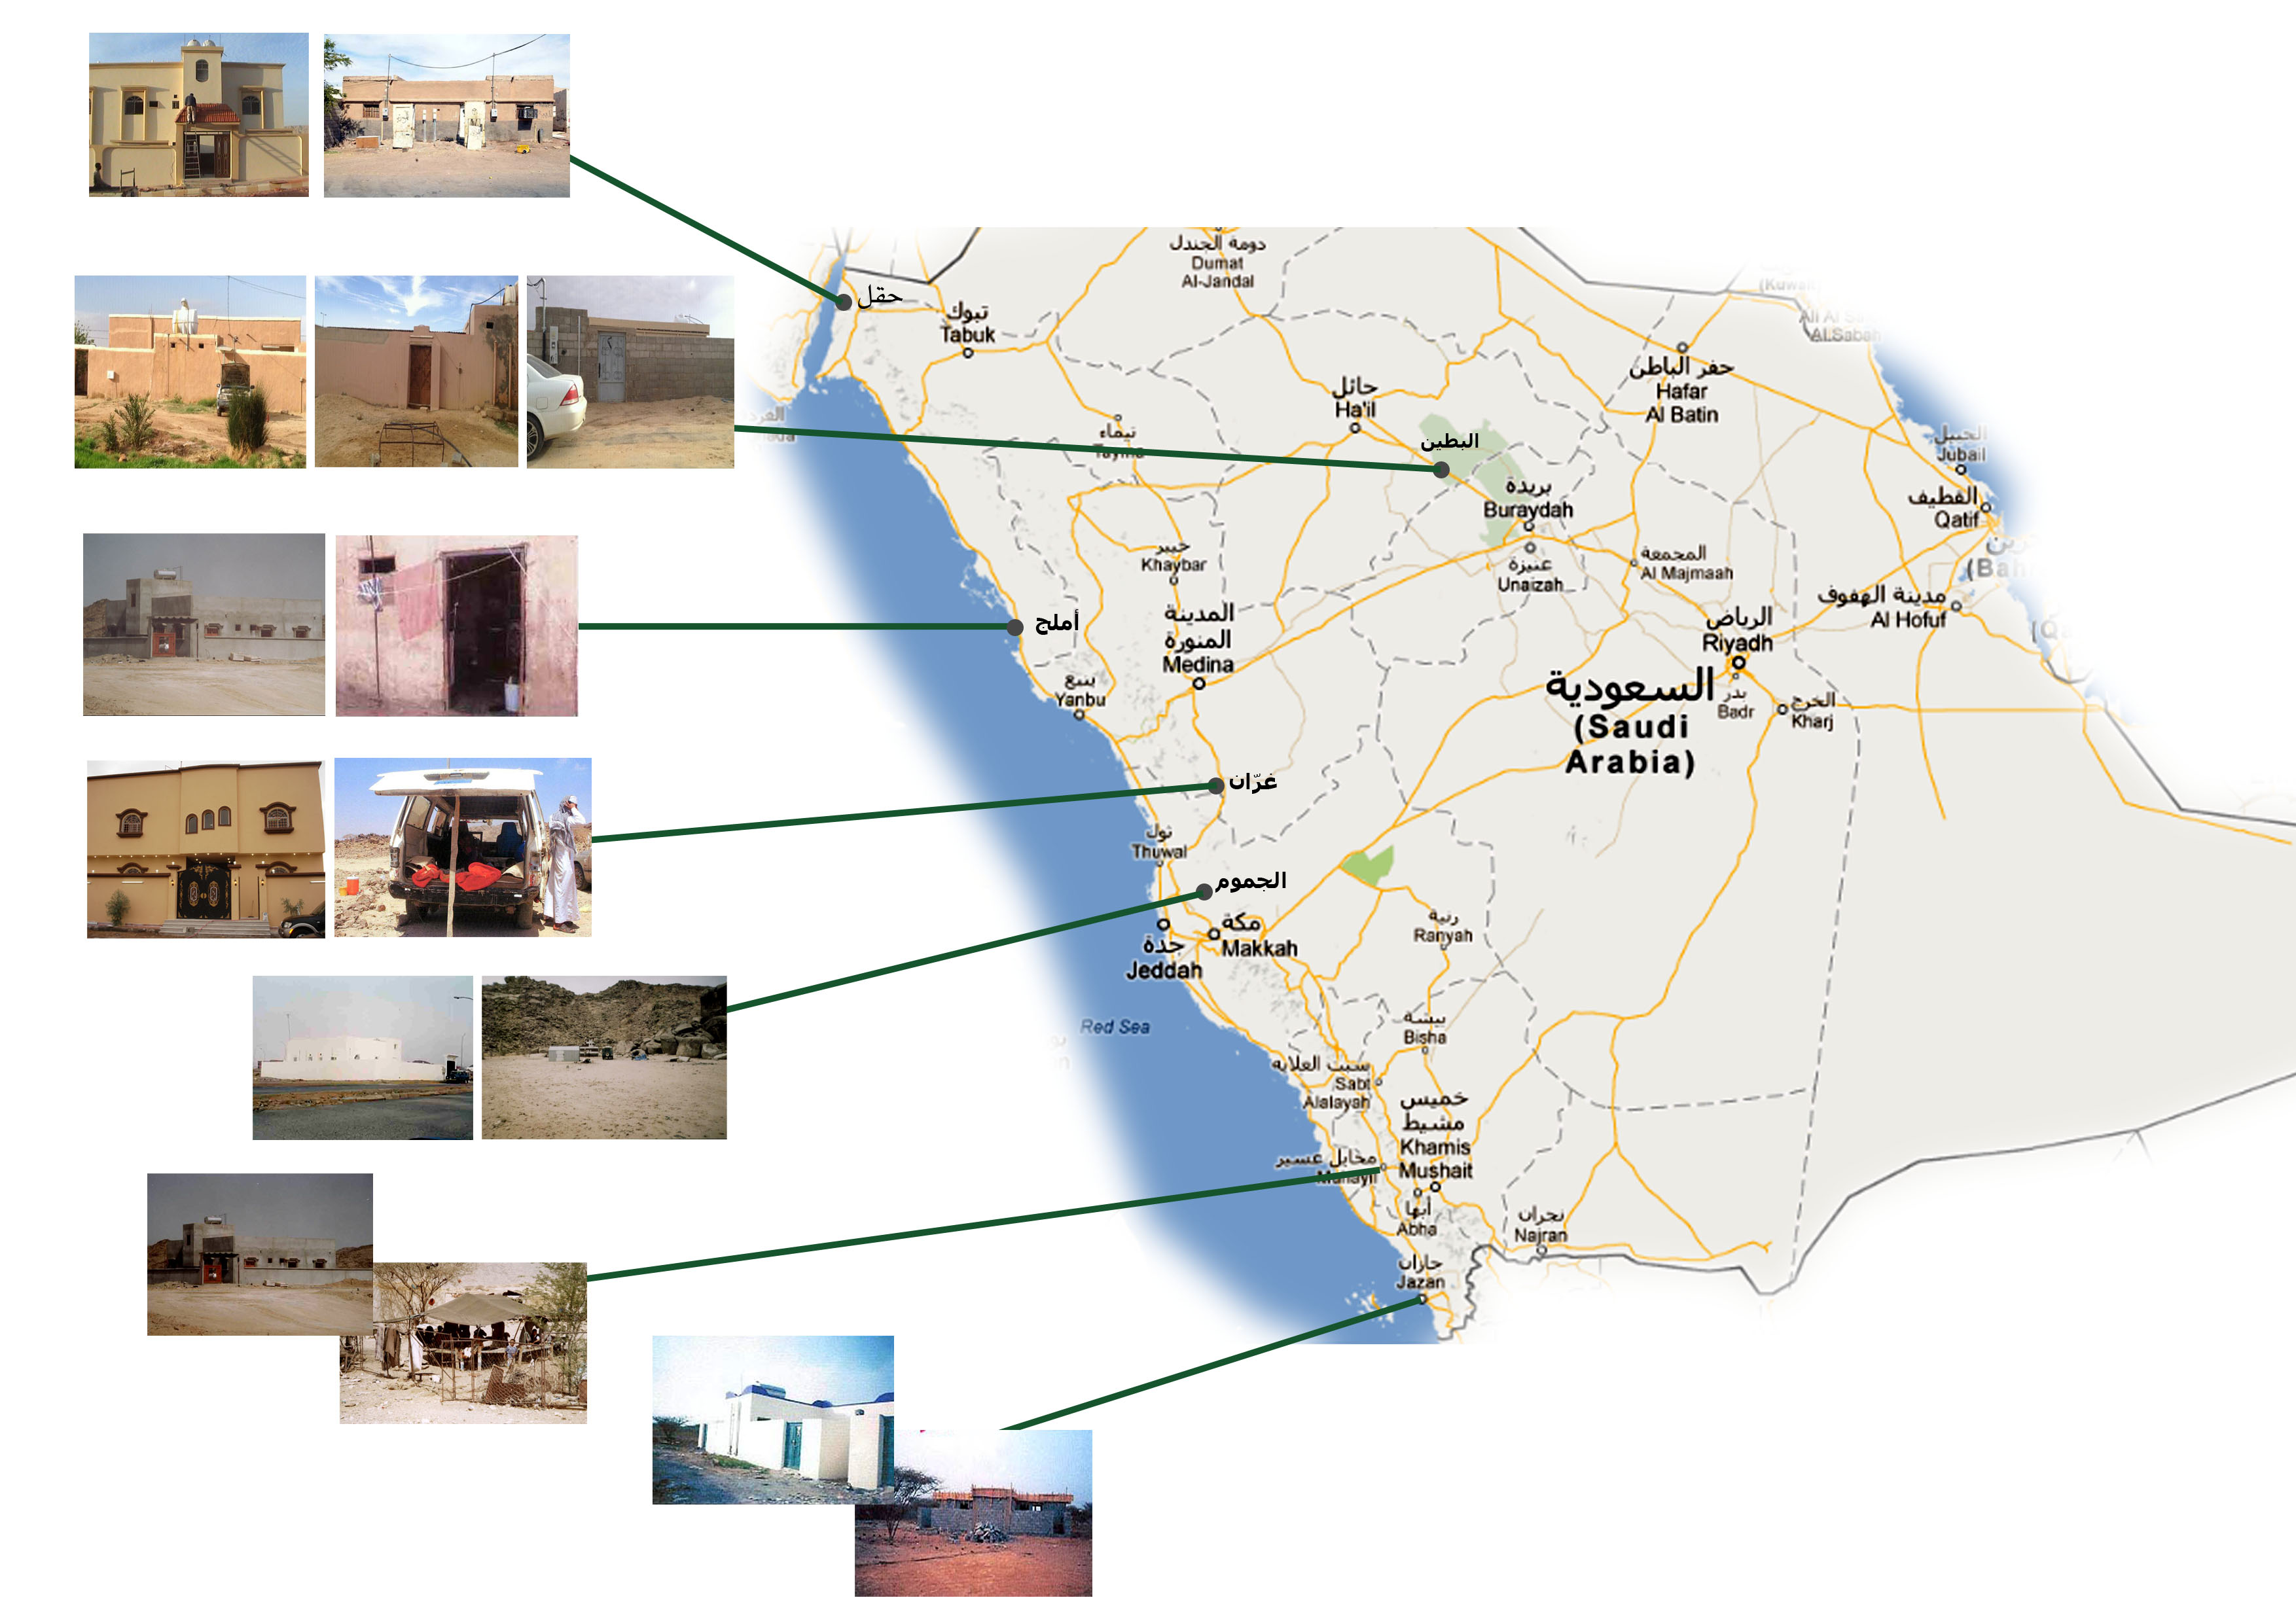 دومة الجندل
Dumat
Al-Jandal
حقل
تبوك
Tabuk
حفر الباطن
Hafar
Al Batin
حائل
Ha'il
تيماء
Tayma
البطين
بريدة
Buraydah
الجبيل
Jubail
القطيف
Qatif
خيبر
Khaybar
عنيزة
Unaizah
المجمعة
Al Majmaah
مدينة الهفوف
Al Hofuf
أملج
المدينة
المنورة
Medina
الرياض
Riyadh
ينبع
Yanbu
السعودية
(Saudi
Arabia)
بدر
Badr
الخرج
Kharj
غرّان
ثول
Thuwal
الجموم
مكة
Makkah
جدة
Jeddah
رنية
Ranyah
Red Sea
بيشة
Bisha
سبت العلاية
Sabt
Alalayah
خميس
مشيط
Khamis
Mushait
محايل عسير
Mahayil
أبها
Abha
نجران
Najran
جازان
Jazan